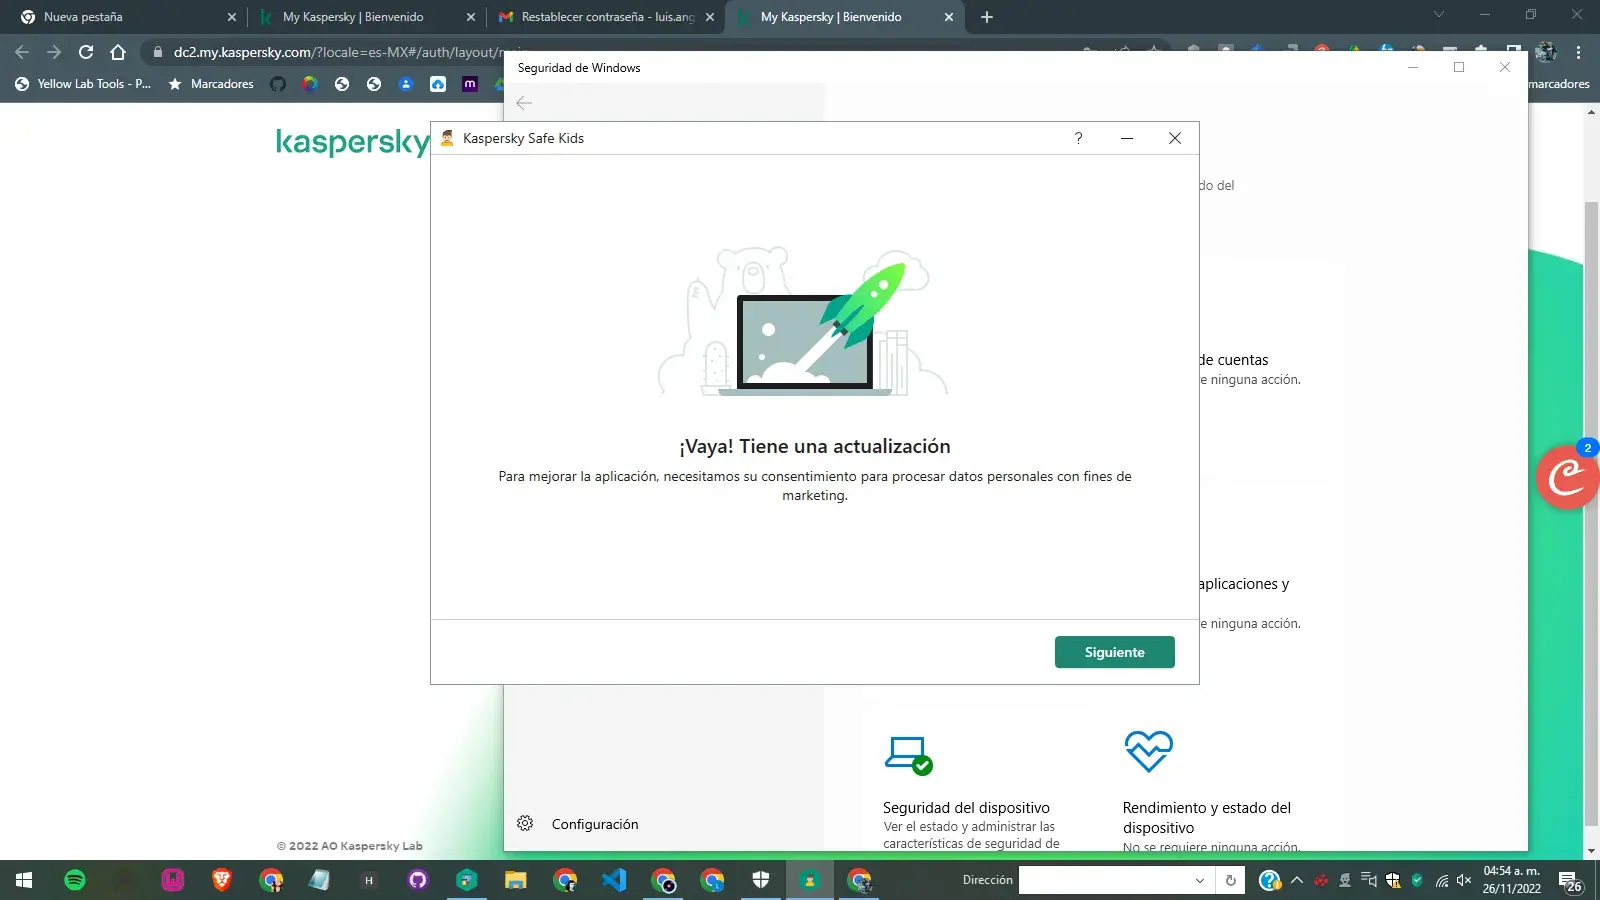 Nueva pestaña
My Kaspersky | Bienvenido
Restablecer contraseña - luis.ang
My Kaspersky | Bienvenido
dc2.my.kaspersky.com/?locale=es-MX#/auth/layout/
Yellow Lab Tools - P...
Marcadores
marcadores
Seguridad de Windows
kaspersky
Kaspersky Safe Kids
?
do del
de cuentas
e ninguna acción.
¡Vaya! Tiene una actualización
Para mejorar la aplicación, necesitamos su consentimiento para procesar datos personales con fines de
marketing.
2
aplicaciones y
e ninguna acción.
Siguiente
Seguridad del dispositivo
Ver el estado y administrar las
características de seguridad de
Rendimiento y estado del
dispositivo
No se requiere ninguna acción.
Configuración
© 2022 AO Kaspersky Lab
Dirección
04:54 a. m.
26/11/2022
26